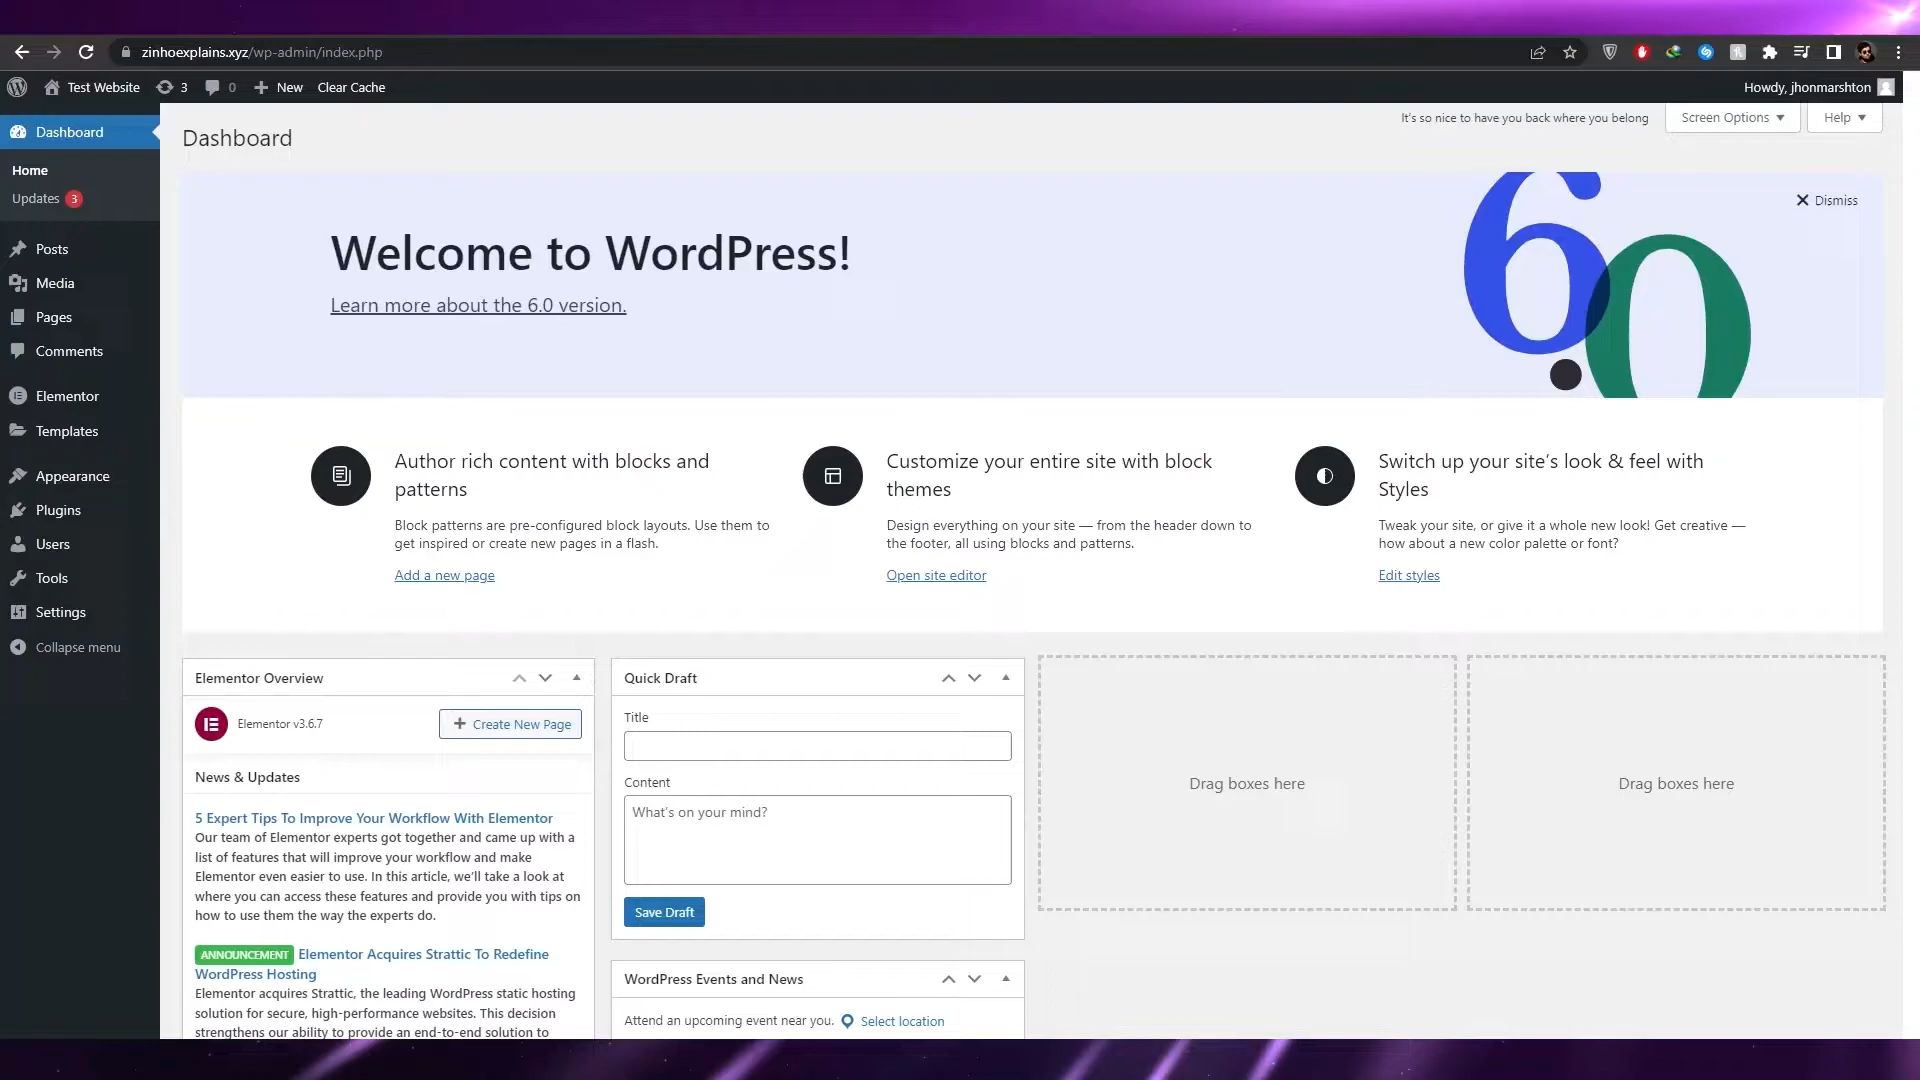 zinhoexplains.xyz/wp-admin/index.php
Test Website 3 0 New Clear Cache
Howdy, jhonmarshton
Dashboard
Home
Updates 3
Posts
Media
Pages
Comments
Elementor
Templates
Appearance
Plugins
Users
Tools
Settings
Collapse menu
Dashboard
It's so nice to have you back where you belong
Screen Options
Help
Dismiss
Welcome to WordPress!
Learn more about the 6.0 version.
60
Author rich content with blocks and
patterns
Block patterns are pre-configured block layouts. Use them to
get inspired or create new pages in a flash.
Add a new page
Customize your entire site with block
themes
Design everything on your site — from the header down to
the footer, all using blocks and patterns.
Open site editor
Switch up your site's look & feel with
Styles
Tweak your site, or give it a whole new look! Get creative —
how about a new color palette or font?
Edit styles
Elementor Overview
Elementor v3.6.7
Create New Page
News & Updates
5 Expert Tips To Improve Your Workflow With Elementor
Our team of Elementor experts got together and came up with a
list of features that will improve your workflow and make
Elementor even easier to use. In this article, we'll take a look at
where you can access these features and provide you with tips on
how to use them the way the experts do.
ANNOUNCEMENT Elementor Acquires Strattic To Redefine
WordPress Hosting
Elementor acquires Strattic, the leading WordPress static hosting
solution for secure, high-performance websites. This decision
strengthens our ability to provide an end-to-end solution to
Quick Draft
Title
Content
What's on your mind?
Save Draft
WordPress Events and News
Attend an upcoming event near you. Select location
Drag boxes here
Drag boxes here